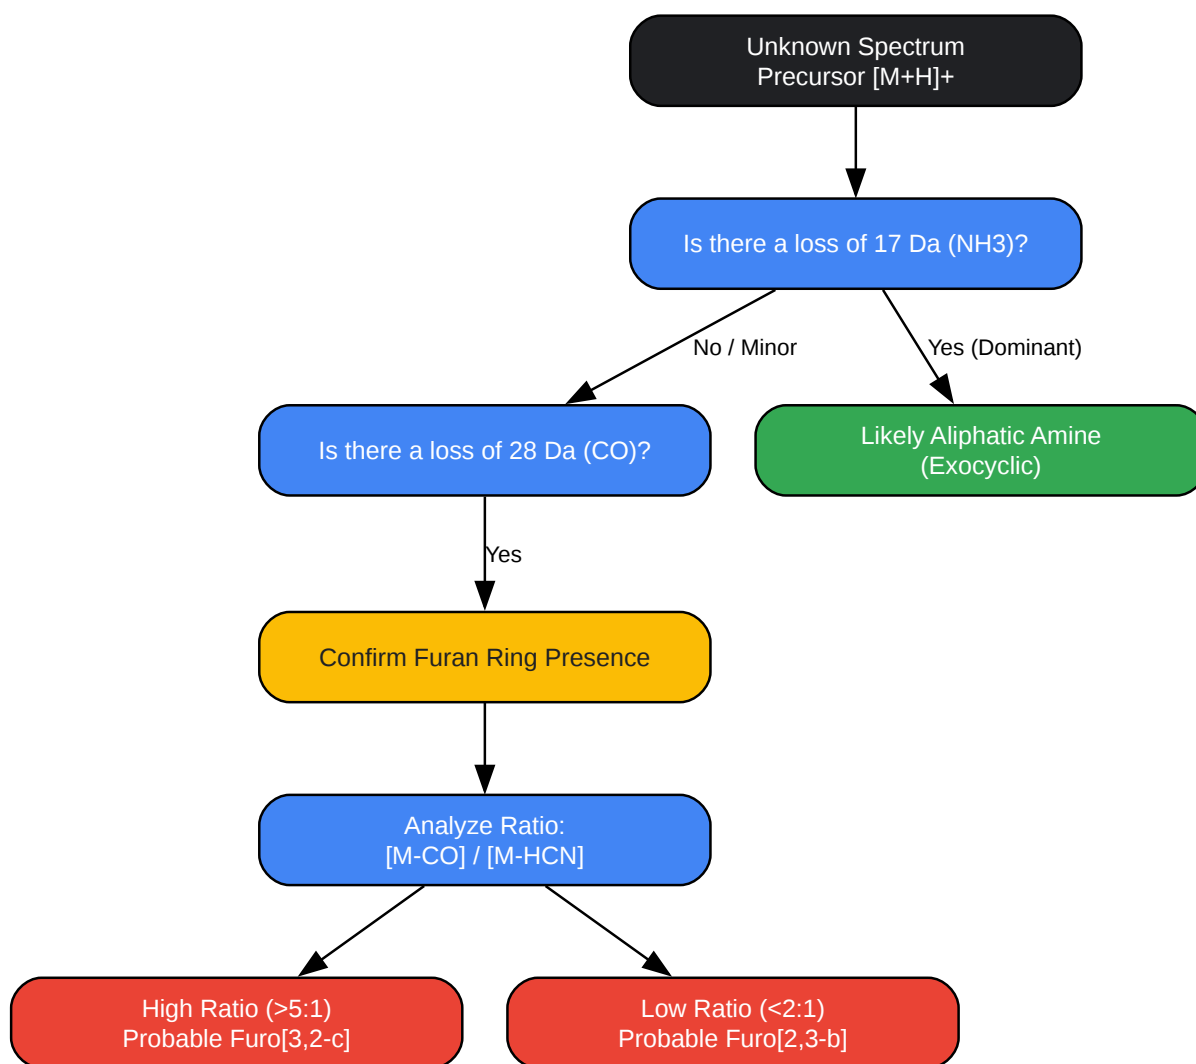 Unknown Spectrum
Precursor [M+H]+
Is there a loss of 17 Da (NH3)?
No / Minor
Yes (Dominant)
Is there a loss of 28 Da (CO)?
Likely Aliphatic Amine
(Exocyclic)
Yes
Confirm Furan Ring Presence
Analyze Ratio:
[M-CO] / [M-HCN]
High Ratio (>5:1)
Probable Furo[3,2-c]
Low Ratio (<2:1)
Probable Furo[2,3-b]